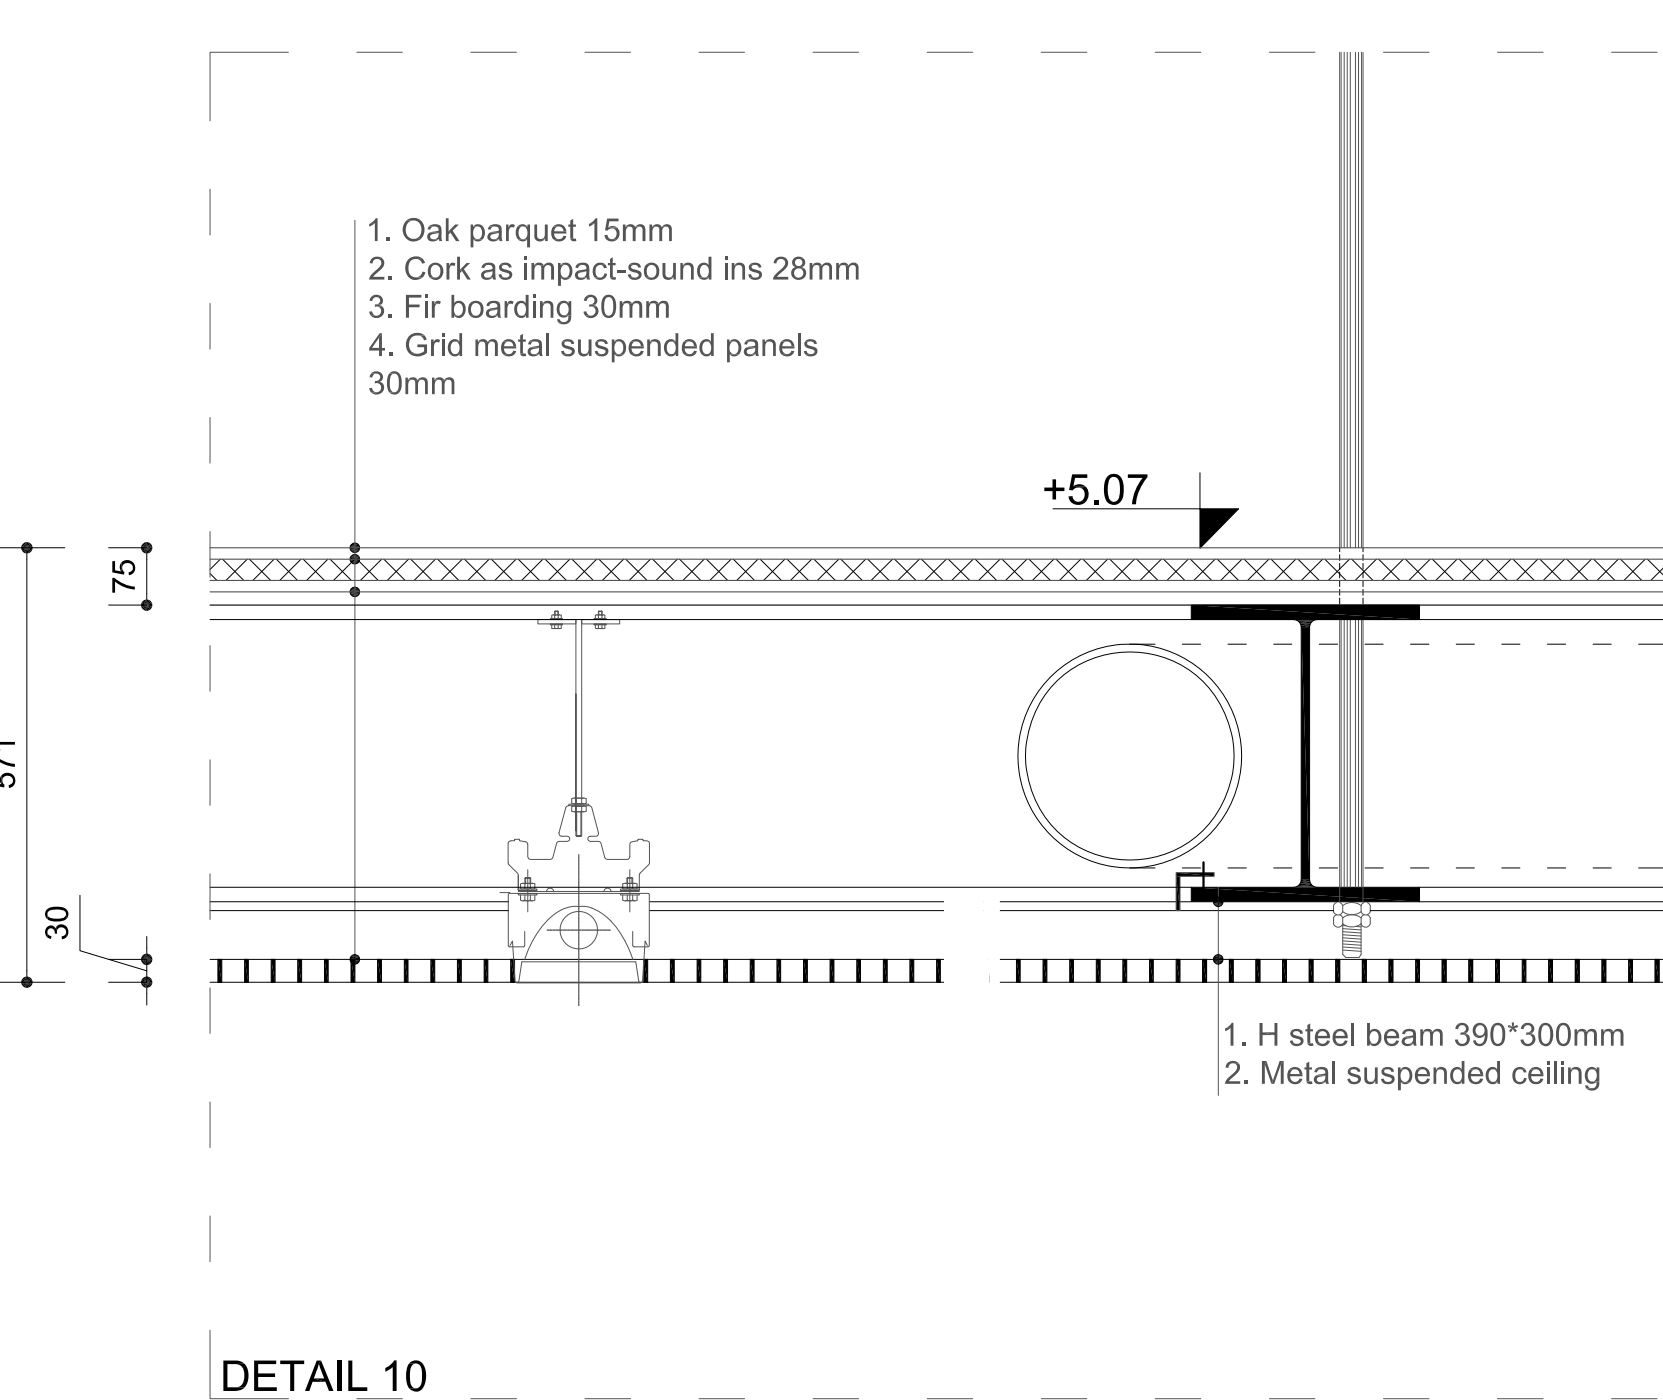 1. Oak parquet 15mm
2. Cork as impact-sound ins 28mm
3. Fir boarding 30mm
4. Grid metal suspended panels
30mm
+5.07
75
571
30
1. H steel beam 390*300mm
2. Metal suspended ceiling
DETAIL 10